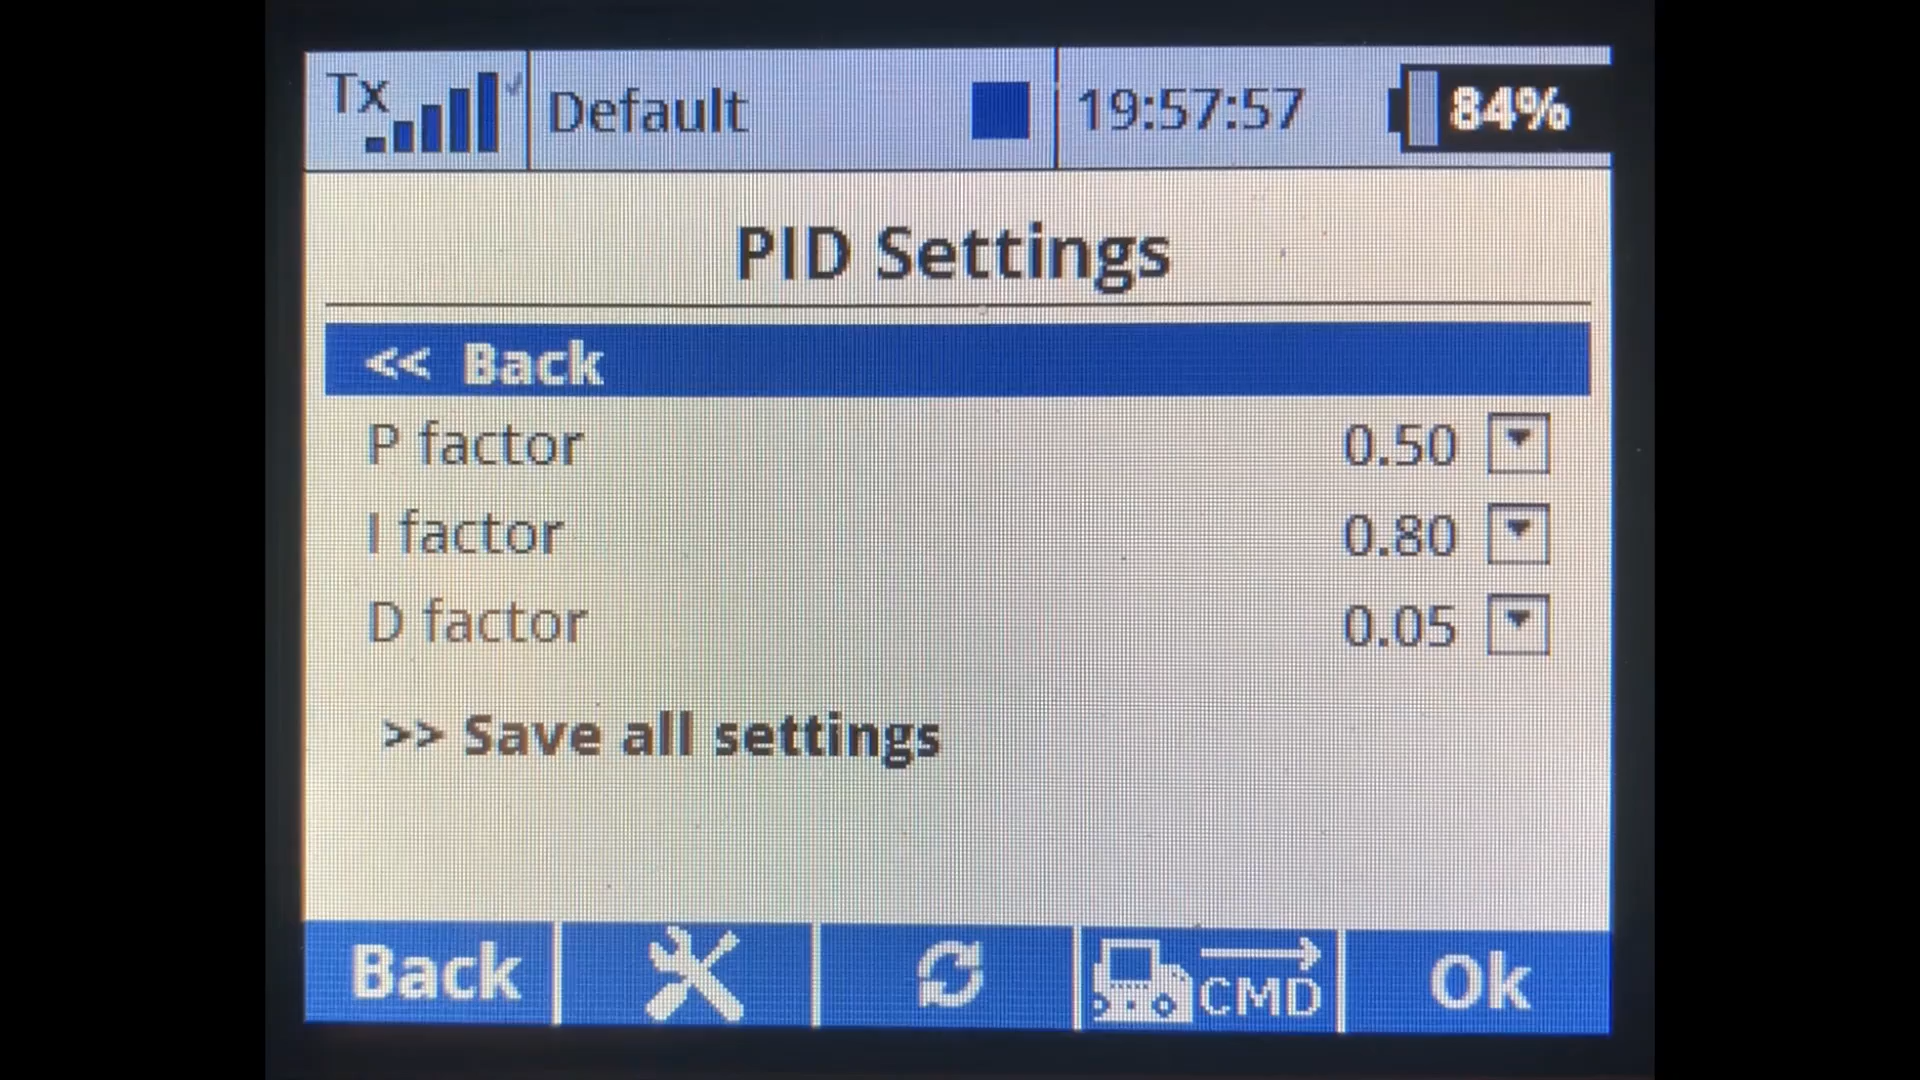 Tx Default 19:57:57 84%
PID Settings
<< Back
P factor 0.50
I factor 0.80
D factor 0.05
>> Save all settings
Back CMD Ok